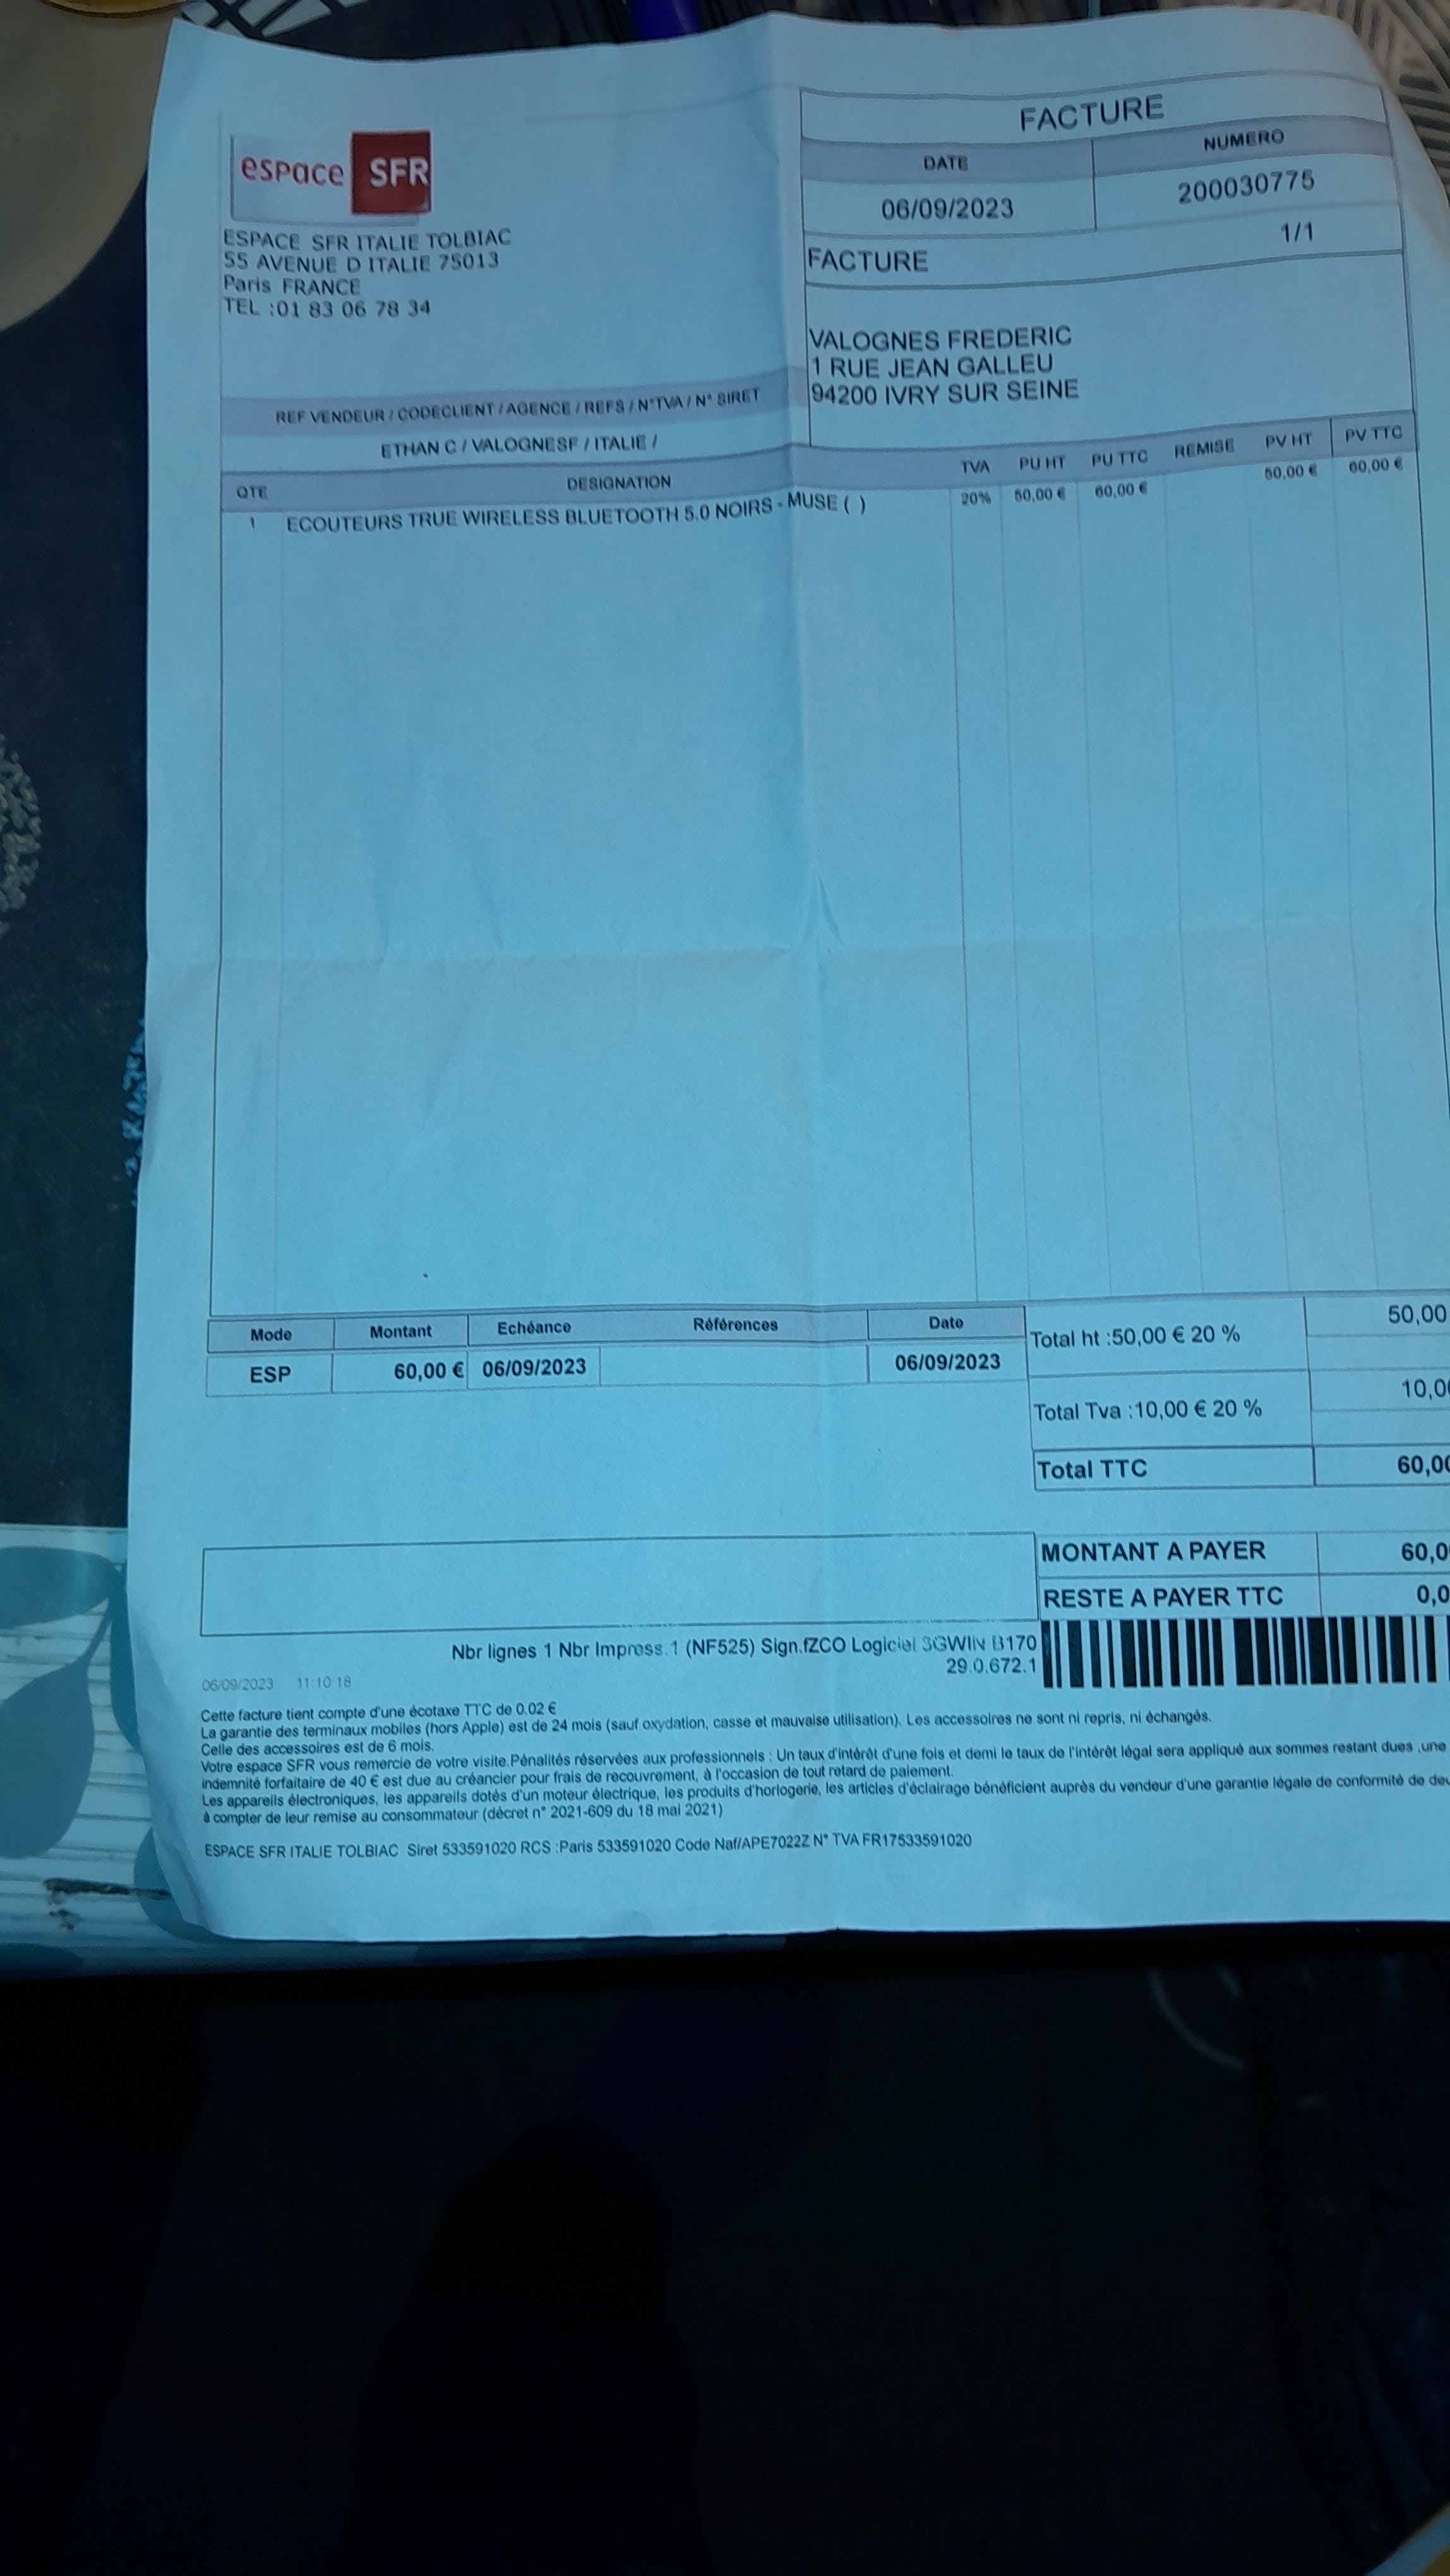 espace SFR
ESPACE SFR ITALIE TOLBIAC
55 AVENUE D ITALIE 75013
Paris FRANCE
TEL :01 83 06 78 34
FACTURE
DATE
NUMERO
06/09/2023
200030775
1/1
FACTURE
VALOGNES FREDERIC
1 RUE JEAN GALLEU
94200 IVRY SUR SEINE
REF VENDEUR / CODECLIENT / AGENCE / REFS / N°TVA / N° SIRET
ETHAN C / VALOGNESF / ITALIE /
QTE DESIGNATION TVA PU HT PU TTC REMISE PV HT PV TTC
1 ECOUTEURS TRUE WIRELESS BLUETOOTH 5.0 NOIRS - MUSE ( ) 20% 50,00 € 60,00 € 50,00 € 60,00 €
Mode Montant Echéance Références Date
ESP 60,00 € 06/09/2023 06/09/2023
Total ht :50,00 € 20 % 50,00
Total Tva :10,00 € 20 % 10,0
Total TTC 60,00
MONTANT A PAYER 60,0
RESTE A PAYER TTC 0,0
Nbr lignes 1 Nbr Impress.1 (NF525) Sign.fZCO Logiciel 3GWIN B170
29.0.672.1
06/09/2023 11:10:18
Cette facture tient compte d'une écotaxe TTC de 0.02 €
La garantie des terminaux mobiles (hors Apple) est de 24 mois (sauf oxydation, casse et mauvaise utilisation). Les accessoires ne sont ni repris, ni échangés.
Celle des accessoires est de 6 mois.
Votre espace SFR vous remercie de votre visite.Pénalités réservées aux professionnels : Un taux d'intérêt d'une fois et demi le taux de l'intérêt légal sera appliqué aux sommes restant dues ,une
indemnité forfaitaire de 40 € est due au créancier pour frais de recouvrement, à l'occasion de tout retard de paiement.
Les appareils électroniques, les appareils dotés d'un moteur électrique, les produits d'horlogerie, les articles d'éclairage bénéficient auprès du vendeur d'une garantie légale de conformité de
à compter de leur remise au consommateur (décret n° 2021-609 du 18 mai 2021)
ESPACE SFR ITALIE TOLBIAC Siret 533591020 RCS :Paris 533591020 Code Naf/APE7022Z N° TVA FR17533591020